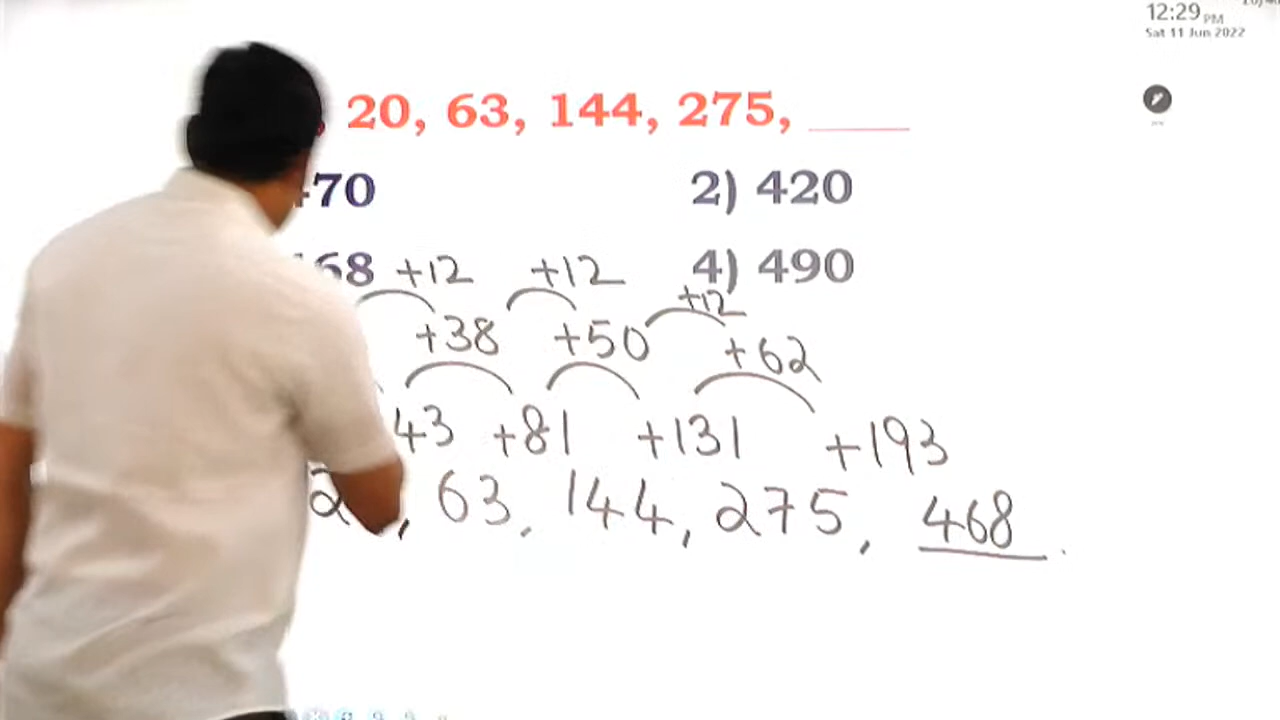 12:29 PM
Sat 11 Jun 2022
20, 63, 144, 275, ____
70
2) 420
68
4) 490
+12 +12 +12
+38 +50 +62
43 +81 +131 +193
2 , 63, 144, 275, 468